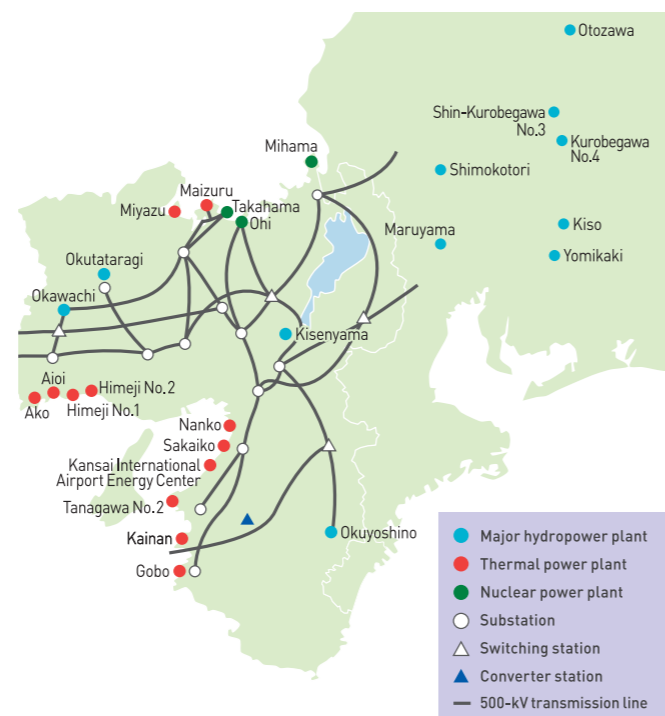 Otozawa
Shin-Kurobegawa
No.3
Kurobegawa
No.4
Mihama
Shimokotori
Maizuru
Miyazu
Takahama
Ohi
Kiso
Maruyama
Yomikaki
Okutataragi
Okawachi
Kisenyama
Aioi
Himeji No.2
Ako
Himeji No.1
Nanko
Sakaiko
Kansai International
Airport Energy Center
Tanagawa No.2
Kainan
Okuyoshino
Gobo
Major hydropower plant
Thermal power plant
Nuclear power plant
Substation
Switching station
Converter station
500-kV transmission line